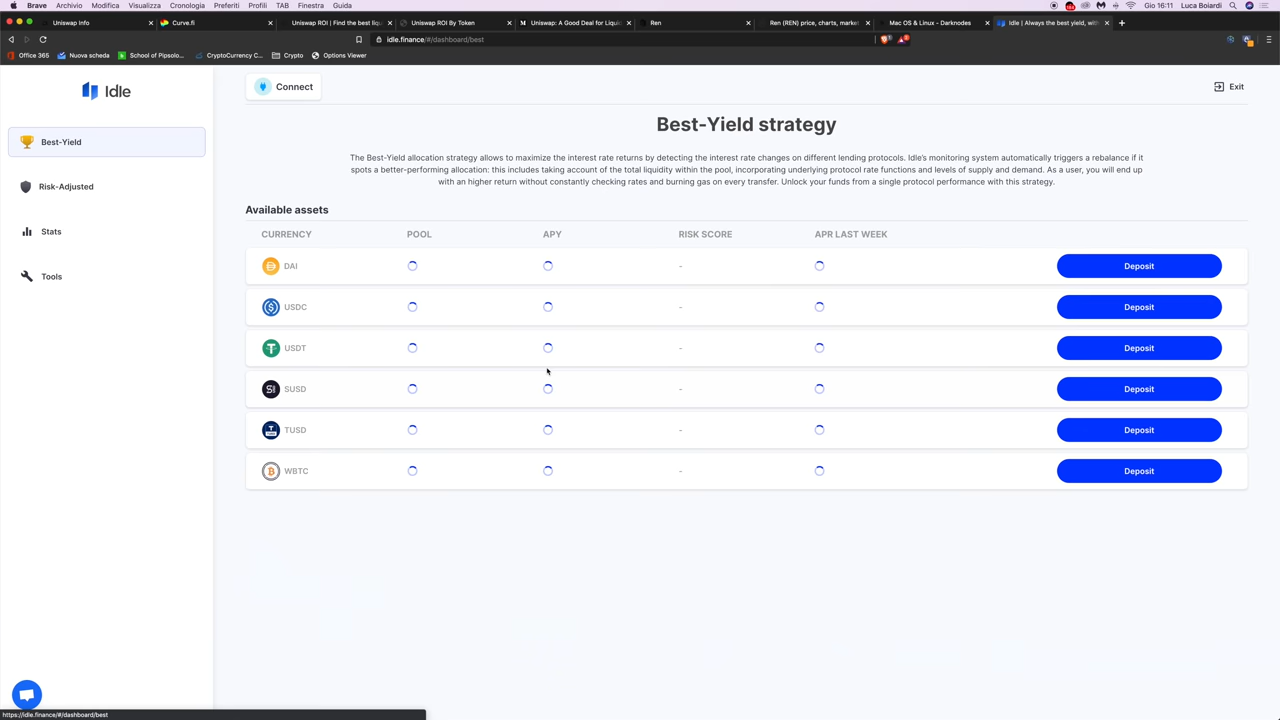 Brave Archivio Modifica Visualizza Cronologia Preferiti Profili TAB Finestra Guida Gio 16:11 Luca Boiardi
Uniswap Info Curve.fi Uniswap ROI | Find the best liqu Uniswap ROI By Token Uniswap: A Good Deal for Liquid Ren Ren (REN) price, charts, market Mac OS & Linux - Darknodes Idle | Always the best yield, with
idle.finance/#/dashboard/best
Office 365 Nuova scheda School of Pipsolo... CryptoCurrency C... Crypto Options Viewer
Idle
Connect
Exit
Best-Yield
Risk-Adjusted
Stats
Tools
Best-Yield strategy
The Best-Yield allocation strategy allows to maximize the interest rate returns by detecting the interest rate changes on different lending protocols. Idle's monitoring system automatically triggers a rebalance if it
spots a better-performing allocation: this includes taking account of the total liquidity within the pool, incorporating underlying protocol rate functions and levels of supply and demand. As a user, you will end up
with an higher return without constantly checking rates and burning gas on every transfer. Unlock your funds from a single protocol performance with this strategy.
Available assets
CURRENCY POOL APY RISK SCORE APR LAST WEEK
DAI - Deposit
USDC - Deposit
USDT - Deposit
SUSD - Deposit
TUSD - Deposit
WBTC - Deposit
https://idle.finance/#/dashboard/best